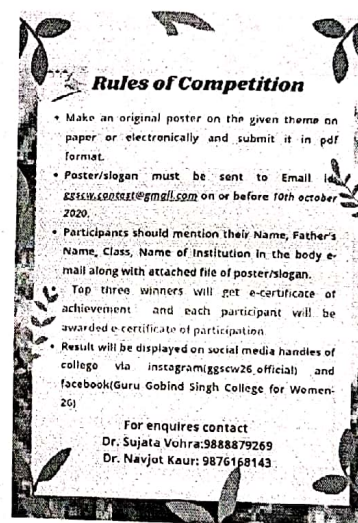 Rules of Competition
• Make an original poster on the given theme on
paper or electronically and submit it in pdf
format.
• Poster/slogan must be sent to Email id:
ggscw.contest@gmail.com on or before 10th october
2020.
• Participants should mention their Name, Father's
Name, Class, Name of Institution in the body e-
mail along with attached file of poster/slogan.
Top three winners will get e-certificate of
achievement and each participant will be
awarded e-certificate of participation
• Result will be displayed on social media handles of
college via instagram(ggscw26_official) and
facebook(Guru Gobind Singh College for Women-
26)
For enquires contact
Dr. Sujata Vohra:9888879269
Dr. Navjot Kaur: 9876168143